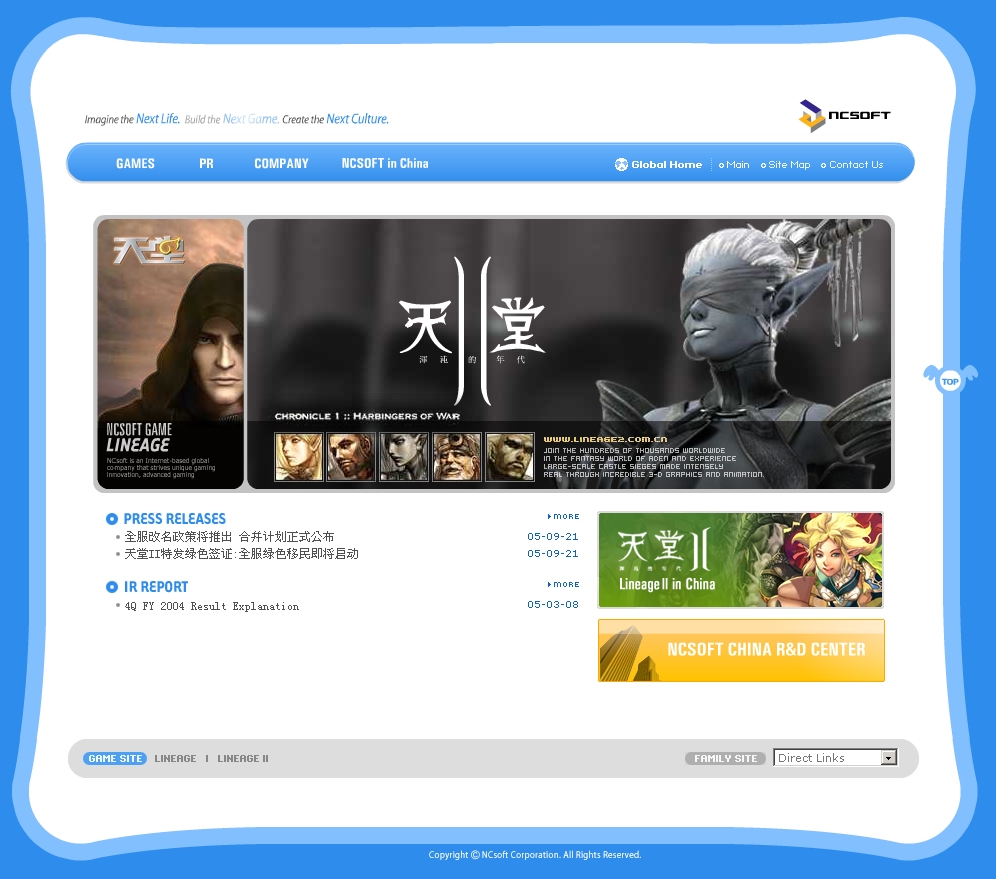 Imagine the Next Life. Build the Next Game. Create the Next Culture.
NCSOFT
GAMES PR COMPANY NCSOFT in China
Global Home Main Site Map Contact Us
天堂
NCSOFT GAME
LINEAGE
NCsoft is an Internet-based global
company that strives unique gaming
innovation, advanced gaming
天堂II
渾沌的年代
CHRONICLE 1 :: HARBINGERS OF WAR
WWW.LINEAGE2.COM.CN
JOIN THE HUNDREDS OF THOUSANDS WORLDWIDE
IN THE FANTASY WORLD OF ADEN AND EXPERIENCE
LARGE-SCALE CASTLE SIEGES MADE INTENSELY
REAL THROUGH INCREDIBLE 3-D GRAPHICS AND ANIMATION.
TOP
PRESS RELEASES MORE
全服改名政策将推出 合并计划正式公布 05-09-21
天堂II特发绿色签证:全服绿色移民即将启动 05-09-21
IR REPORT MORE
4Q FY 2004 Result Explanation 05-03-08
天堂II
渾沌的年代
Lineage II in China
NCSOFT CHINA R&D CENTER
GAME SITE LINEAGE I LINEAGE II
FAMILY SITE Direct Links
Copyright © NCsoft Corporation. All Rights Reserved.